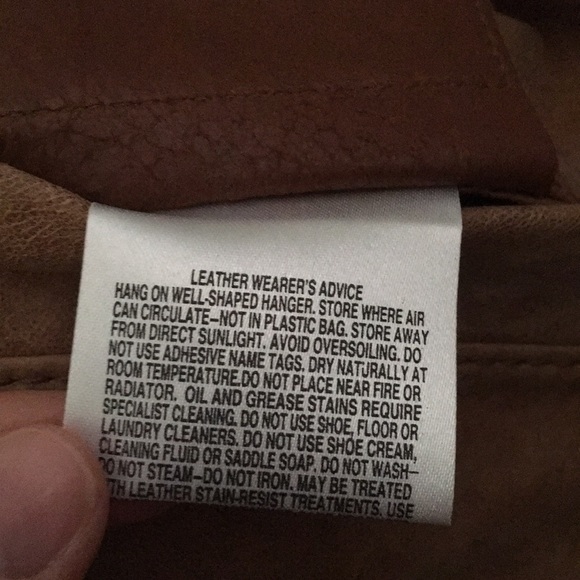 LEATHER WEARER'S ADVICE
HANG ON WELL-SHAPED HANGER. STORE WHERE AIR
CAN CIRCULATE—NOT IN PLASTIC BAG. STORE AWAY
FROM DIRECT SUNLIGHT. AVOID OVERSOILING. DO
NOT USE ADHESIVE NAME TAGS. DRY NATURALLY AT
ROOM TEMPERATURE.DO NOT PLACE NEAR FIRE OR
RADIATOR. OIL AND GREASE STAINS REQUIRE
SPECIALIST CLEANING. DO NOT USE SHOE, FLOOR OR
LAUNDRY CLEANERS. DO NOT USE SHOE CREAM,
CLEANING FLUID OR SADDLE SOAP. DO NOT WASH—
DO NOT STEAM—DO NOT IRON. MAY BE TREATED
LEATHER STAIN-RESIST TREATMENTS. USE